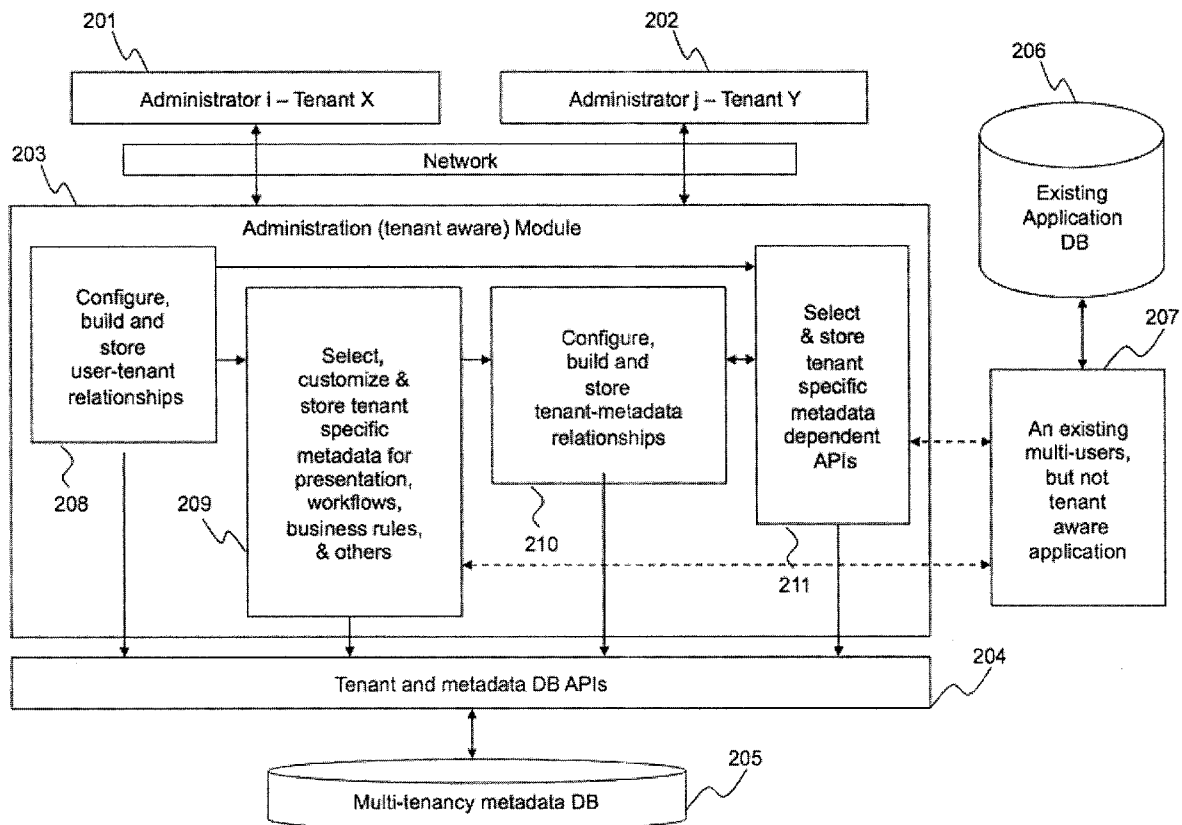 201
202
206
Administrator i – Tenant X
Administrator j – Tenant Y
203
Network
Existing
Application
DB
Administration (tenant aware) Module
Configure,
build and
store
user-tenant
relationships
Select,
customize &
store tenant
specific
metadata for
presentation,
workflows,
business rules,
& others
Configure,
build and
store
tenant-metadata
relationships
Select
& store
tenant
specific
metadata
dependent
APIs
207
An existing
multi-users,
but not
tenant
aware
application
208
209
210
211
204
Tenant and metadata DB APIs
205
Multi-tenancy metadata DB